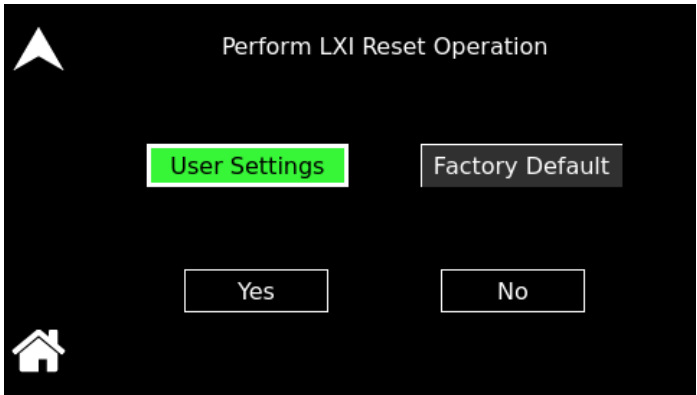 Perform LXI Reset Operation
User Settings
Factory Default
Yes
No